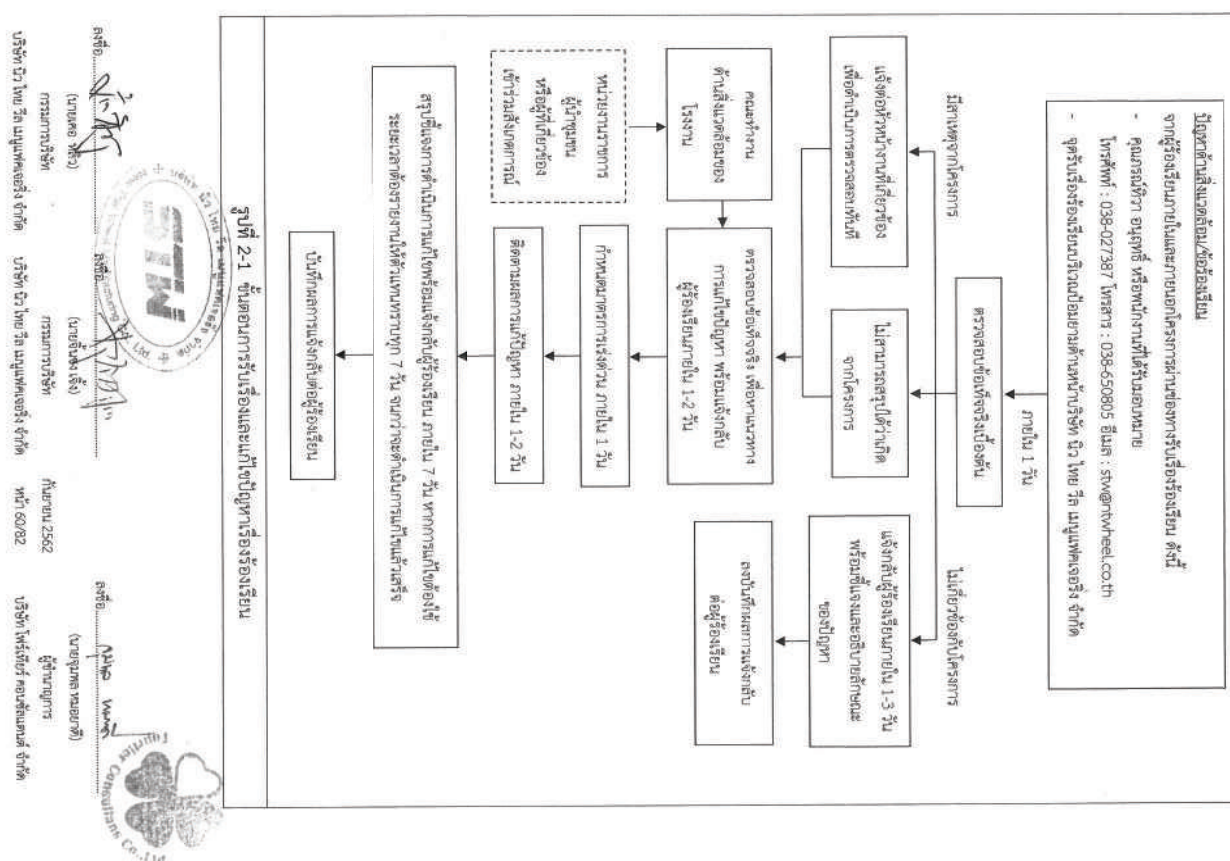 ปัญหาด้านสิ่งแวดล้อม/ข้อร้องเรียน
จากผู้ร้องเรียนภายในและภายนอกโครงการผ่านช่องทางรับเรื่องร้องเรียน ดังนี้
- คุณภรณ์ทิวา อนุฤทธิ์ หรือพนักงานที่ได้รับมอบหมาย
โทรศัพท์ : 038-027387 โทรสาร : 038-650805 อีเมล : stw@ntwheel.co.th
- จุดรับเรื่องร้องเรียนบริเวณป้อมยามด้านหน้าบริษัท นิว ไทย วีล เมนูแฟคเจอริ่ง จำกัด
ภายใน 1 วัน
ตรวจสอบข้อเท็จจริงเบื้องต้น
มีสาเหตุจากโครงการ
ไม่เกี่ยวข้องกับโครงการ
แจ้งต่อหัวหน้างานที่เกี่ยวข้อง
เพื่อดำเนินการตรวจสอบทันที
ไม่สามารถสรุปได้ว่าเกิด
จากโครงการ
แจ้งกลับผู้ร้องเรียนภายใน 1-3 วัน
พร้อมชี้แจงและอธิบายลักษณะ
ของปัญหา
คณะทำงาน
ด้านสิ่งแวดล้อมของ
โรงงาน
ตรวจสอบข้อเท็จจริง เพื่อหาแนวทาง
การแก้ไขปัญหา พร้อมแจ้งกลับ
ผู้ร้องเรียนภายใน 1-2 วัน
ลงบันทึกผลการแจ้งกลับ
ต่อผู้ร้องเรียน
หน่วยงานราชการ
ผู้นำชุมชน
หรือผู้ที่เกี่ยวข้อง
เข้าร่วมสังเกตการณ์
กำหนดมาตรการเร่งด่วน ภายใน 1 วัน
ติดตามผลการแก้ปัญหา ภายใน 1-2 วัน
สรุปชี้แจงการดำเนินการแก้ไขพร้อมแจ้งกลับผู้ร้องเรียน ภายใน 7 วัน หากการแก้ไขต้องใช้
ระยะเวลาต้องรายงานให้ตัวแทนทราบทุก 7 วัน จนกว่าจะดำเนินการแก้ไขแล้วเสร็จ
บันทึกผลการแจ้งกลับต่อผู้ร้องเรียน
รูปที่ 2-1 ขั้นตอนการรับเรื่องและแก้ไขปัญหาเรื่องร้องเรียน
ลงชื่อ
(นายเคอ หลิว)
กรรมการบริษัท
บริษัท นิว ไทย วีล เมนูแฟคเจอริ่ง จำกัด
ลงชื่อ
(นายจิ้นซง เจิ้ง)
กรรมการบริษัท
บริษัท นิว ไทย วีล เมนูแฟคเจอริ่ง จำกัด
กันยายน 2562
หน้า 60/82
ลงชื่อ
(นายจุมพล หมอยาดี)
ผู้ชำนาญการ
บริษัท โฟร์เทียร์ คอนซัลแตนต์ จำกัด
Fourtier Consultants Co.,Ltd.